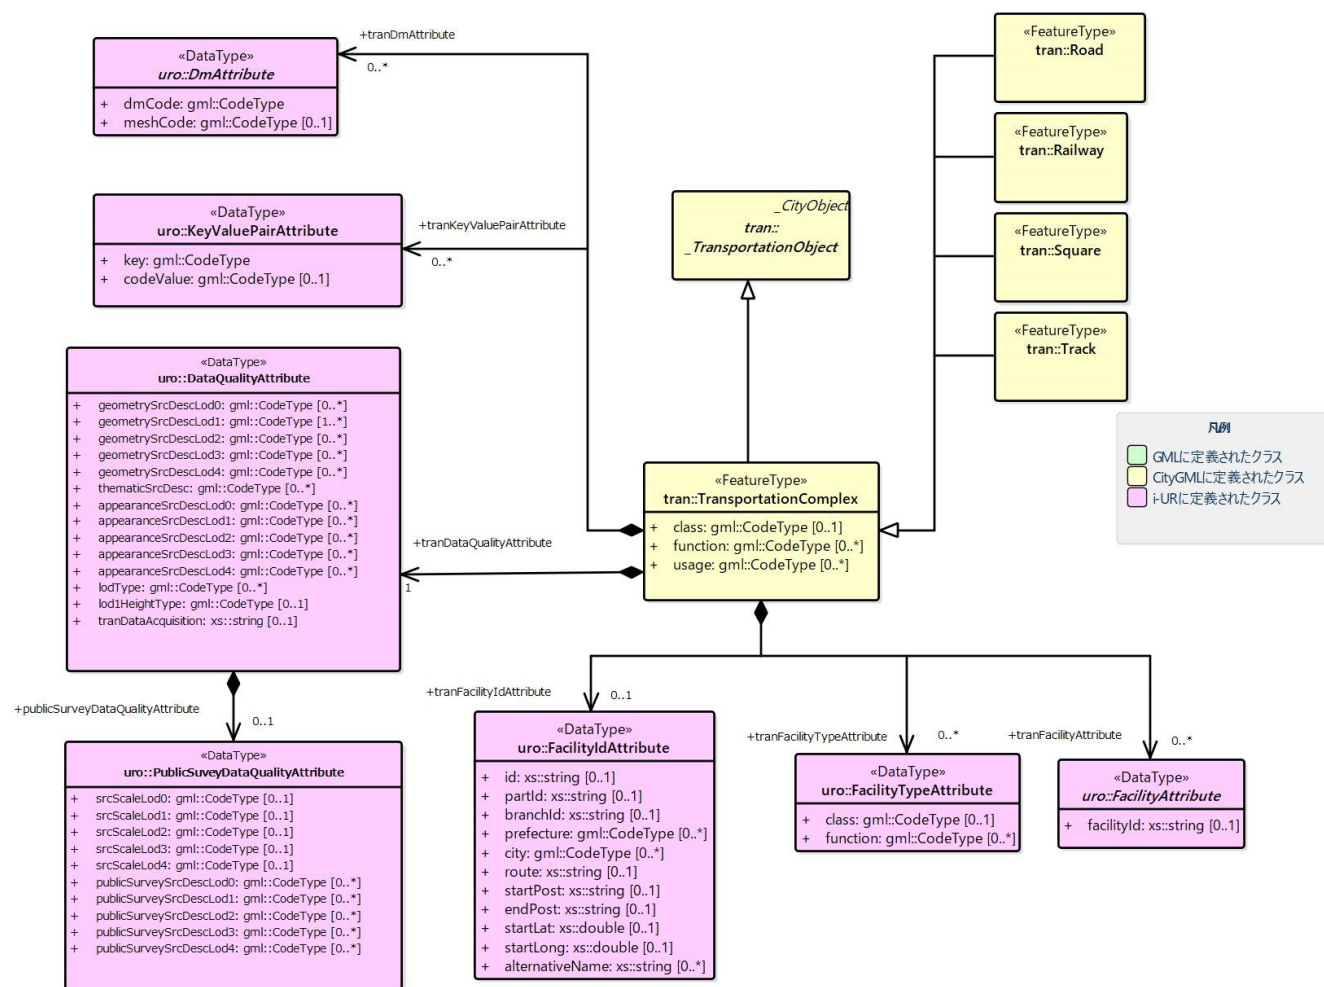 +tranDmAttribute
0..*
«DataType»
uro::DmAttribute
+ dmCode: gml::CodeType
+ meshCode: gml::CodeType [0..1]
«FeatureType»
tran::Road
«FeatureType»
tran::Railway
«FeatureType»
tran::Square
«FeatureType»
tran::Track
«DataType»
uro::KeyValuePairAttribute
+ key: gml::CodeType
+ codeValue: gml::CodeType [0..1]
+tranKeyValuePairAttribute
0..*
_CityObject
tran::
_TransportationObject
«DataType»
uro::DataQualityAttribute
+ geometrySrcDescLod0: gml::CodeType [0..*]
+ geometrySrcDescLod1: gml::CodeType [1..*]
+ geometrySrcDescLod2: gml::CodeType [0..*]
+ geometrySrcDescLod3: gml::CodeType [0..*]
+ geometrySrcDescLod4: gml::CodeType [0..*]
+ thematicSrcDesc: gml::CodeType [0..*]
+ appearanceSrcDescLod0: gml::CodeType [0..*]
+ appearanceSrcDescLod1: gml::CodeType [0..*]
+ appearanceSrcDescLod2: gml::CodeType [0..*]
+ appearanceSrcDescLod3: gml::CodeType [0..*]
+ appearanceSrcDescLod4: gml::CodeType [0..*]
+ lodType: gml::CodeType [0..*]
+ lod1HeightType: gml::CodeType [0..1]
+ tranDataAcquisition: xs::string [0..1]
凡例
GMLに定義されたクラス
CityGMLに定義されたクラス
i-URに定義されたクラス
«FeatureType»
tran::TransportationComplex
+ class: gml::CodeType [0..1]
+ function: gml::CodeType [0..*]
+ usage: gml::CodeType [0..*]
+tranDataQualityAttribute
1
+publicSurveyDataQualityAttribute
0..1
«DataType»
uro::PublicSuveyDataQualityAttribute
+ srcScaleLod0: gml::CodeType [0..1]
+ srcScaleLod1: gml::CodeType [0..1]
+ srcScaleLod2: gml::CodeType [0..1]
+ srcScaleLod3: gml::CodeType [0..1]
+ srcScaleLod4: gml::CodeType [0..1]
+ publicSurveySrcDescLod0: gml::CodeType [0..*]
+ publicSurveySrcDescLod1: gml::CodeType [0..*]
+ publicSurveySrcDescLod2: gml::CodeType [0..*]
+ publicSurveySrcDescLod3: gml::CodeType [0..*]
+ publicSurveySrcDescLod4: gml::CodeType [0..*]
+tranFacilityIdAttribute
0..1
«DataType»
uro::FacilityIdAttribute
+ id: xs::string [0..1]
+ partId: xs::string [0..1]
+ branchId: xs::string [0..1]
+ prefecture: gml::CodeType [0..*]
+ city: gml::CodeType [0..*]
+ route: xs::string [0..1]
+ startPost: xs::string [0..1]
+ endPost: xs::string [0..1]
+ startLat: xs::double [0..1]
+ startLong: xs::double [0..1]
+ alternativeName: xs::string [0..*]
+tranFacilityTypeAttribute
0..*
«DataType»
uro::FacilityTypeAttribute
+ class: gml::CodeType [0..1]
+ function: gml::CodeType [0..*]
+tranFacilityAttribute
0..*
«DataType»
uro::FacilityAttribute
+ facilityId: xs::string [0..1]